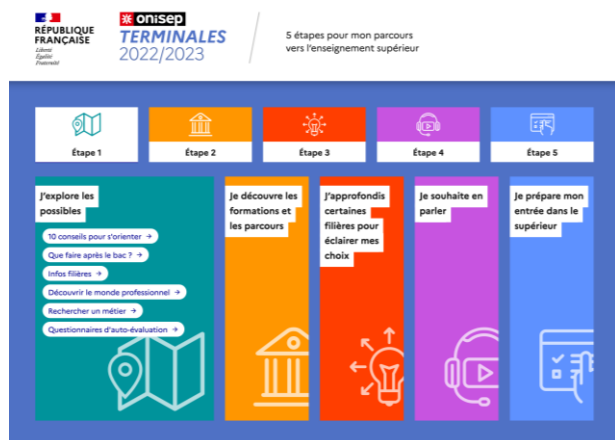 RÉPUBLIQUE
FRANÇAISE
Liberté
Égalité
Fraternité
onisep
TERMINALES
2022/2023
5 étapes pour mon parcours
vers l'enseignement supérieur
Étape 1
Étape 2
Étape 3
Étape 4
Étape 5
J'explore les
possibles
10 conseils pour s'orienter →
Que faire après le bac ? →
Infos filières →
Découvrir le monde professionnel →
Rechercher un métier →
Questionnaires d'auto-évaluation →
Je découvre les
formations et
les parcours
J'approfondis
certaines
filières pour
éclairer mes
choix
Je souhaite en
parler
Je prépare mon
entrée dans le
supérieur